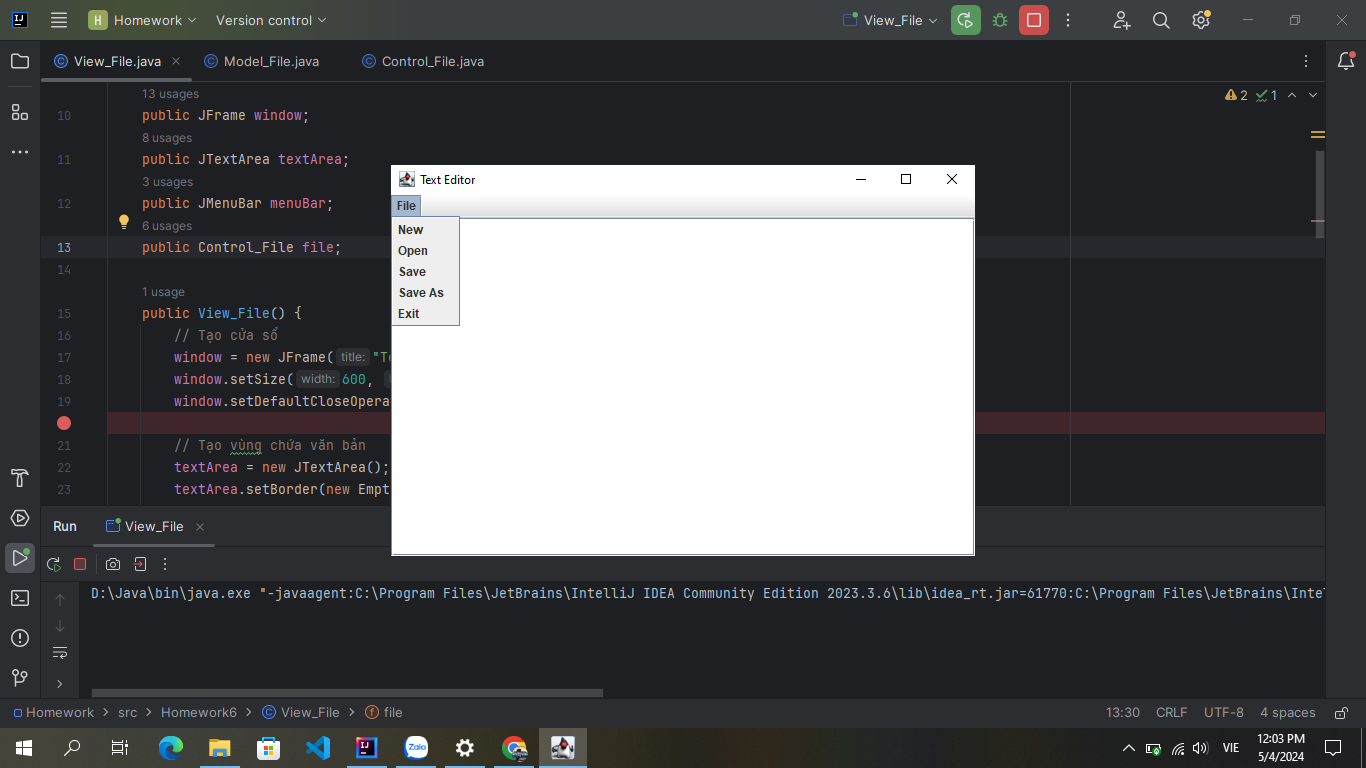 H Homework Version control View_File
View_File.java Model_File.java Control_File.java
13 usages 2 1
10 public JFrame window;
8 usages
11 public JTextArea textArea;
3 usages
12 public JMenuBar menuBar;
6 usages
13 public Control_File file;
14
1 usage
15 public View_File() {
16 // Tạo cửa sổ
17 window = new JFrame( title: "Te
18 window.setSize( width: 600,
19 window.setDefaultCloseOpera
21 // Tạo vùng chứa văn bản
22 textArea = new JTextArea();
23 textArea.setBorder(new Empt
Text Editor
File
New
Open
Save
Save As
Exit
Run View_File
D:\Java\bin\java.exe "-javaagent:C:\Program Files\JetBrains\IntelliJ IDEA Community Edition 2023.3.6\lib\idea_rt.jar=61770:C:\Program Files\JetBrains\Inte
Homework > src > Homework6 > View_File > file 13:30 CRLF UTF-8 4 spaces
Zalo VIE 12:03 PM
5/4/2024